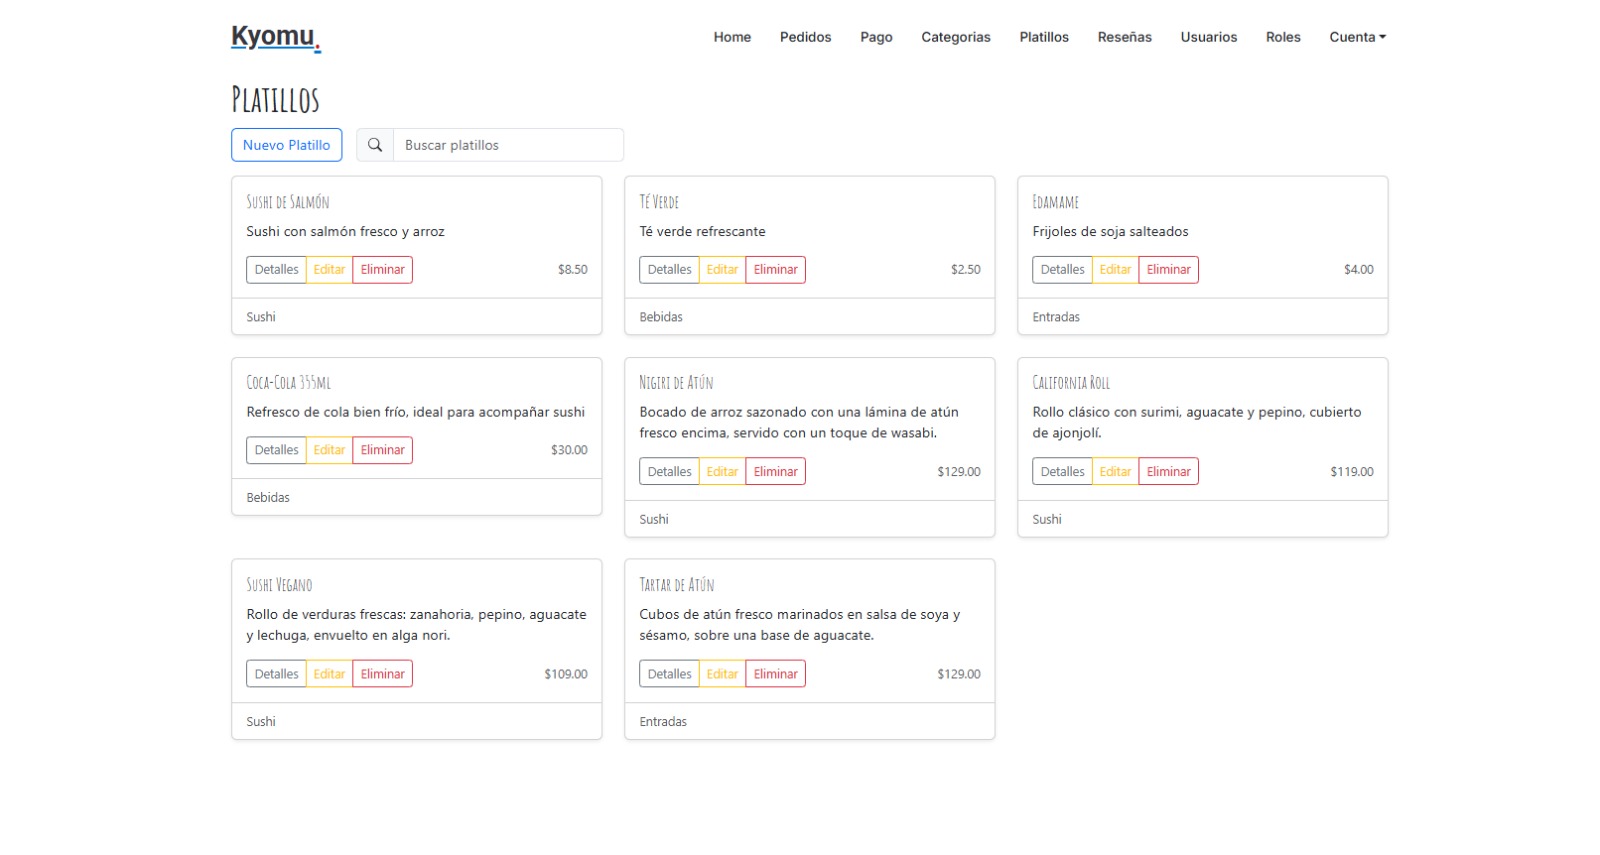 Kyomu.
Home Pedidos Pago Categorias Platillos Reseñas Usuarios Roles Cuenta
Platillos
Nuevo Platillo
Buscar platillos
Sushi de Salmón
Sushi con salmón fresco y arroz
Detalles Editar Eliminar $8.50
Sushi
Té Verde
Té verde refrescante
Detalles Editar Eliminar $2.50
Bebidas
Edamame
Frijoles de soja salteados
Detalles Editar Eliminar $4.00
Entradas
Coca-Cola 355ml
Refresco de cola bien frío, ideal para acompañar sushi
Detalles Editar Eliminar $30.00
Bebidas
Nigiri de Atún
Bocado de arroz sazonado con una lámina de atún
fresco encima, servido con un toque de wasabi.
Detalles Editar Eliminar $129.00
Sushi
California Roll
Rollo clásico con surimi, aguacate y pepino, cubierto
de ajonjolí.
Detalles Editar Eliminar $119.00
Sushi
Sushi Vegano
Rollo de verduras frescas: zanahoria, pepino, aguacate
y lechuga, envuelto en alga nori.
Detalles Editar Eliminar $109.00
Sushi
Tartar de Atún
Cubos de atún fresco marinados en salsa de soya y
sésamo, sobre una base de aguacate.
Detalles Editar Eliminar $129.00
Entradas